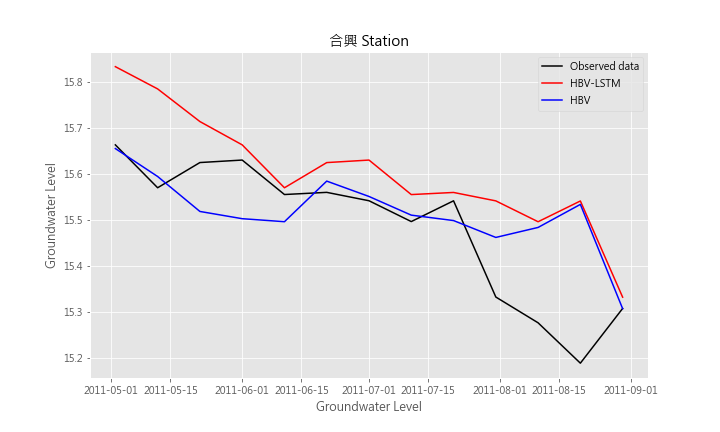 合興 Station
Observed data
HBV-LSTM
HBV
Groundwater Level
15.8
15.7
15.6
15.5
15.4
15.3
15.2
2011-05-01 2011-05-15 2011-06-01 2011-06-15 2011-07-01 2011-07-15 2011-08-01 2011-08-15 2011-09-01
Groundwater Level